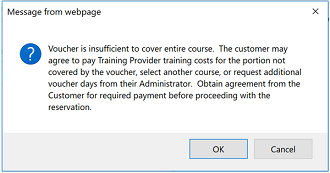 Message from webpage
Voucher is insufficient to cover entire course. The customer may
agree to pay Training Provider training costs for the portion not
covered by the voucher, select another course, or request additional
voucher days from their Administrator. Obtain agreement from the
Customer for required payment before proceeding with the
reservation.
OK
Cancel